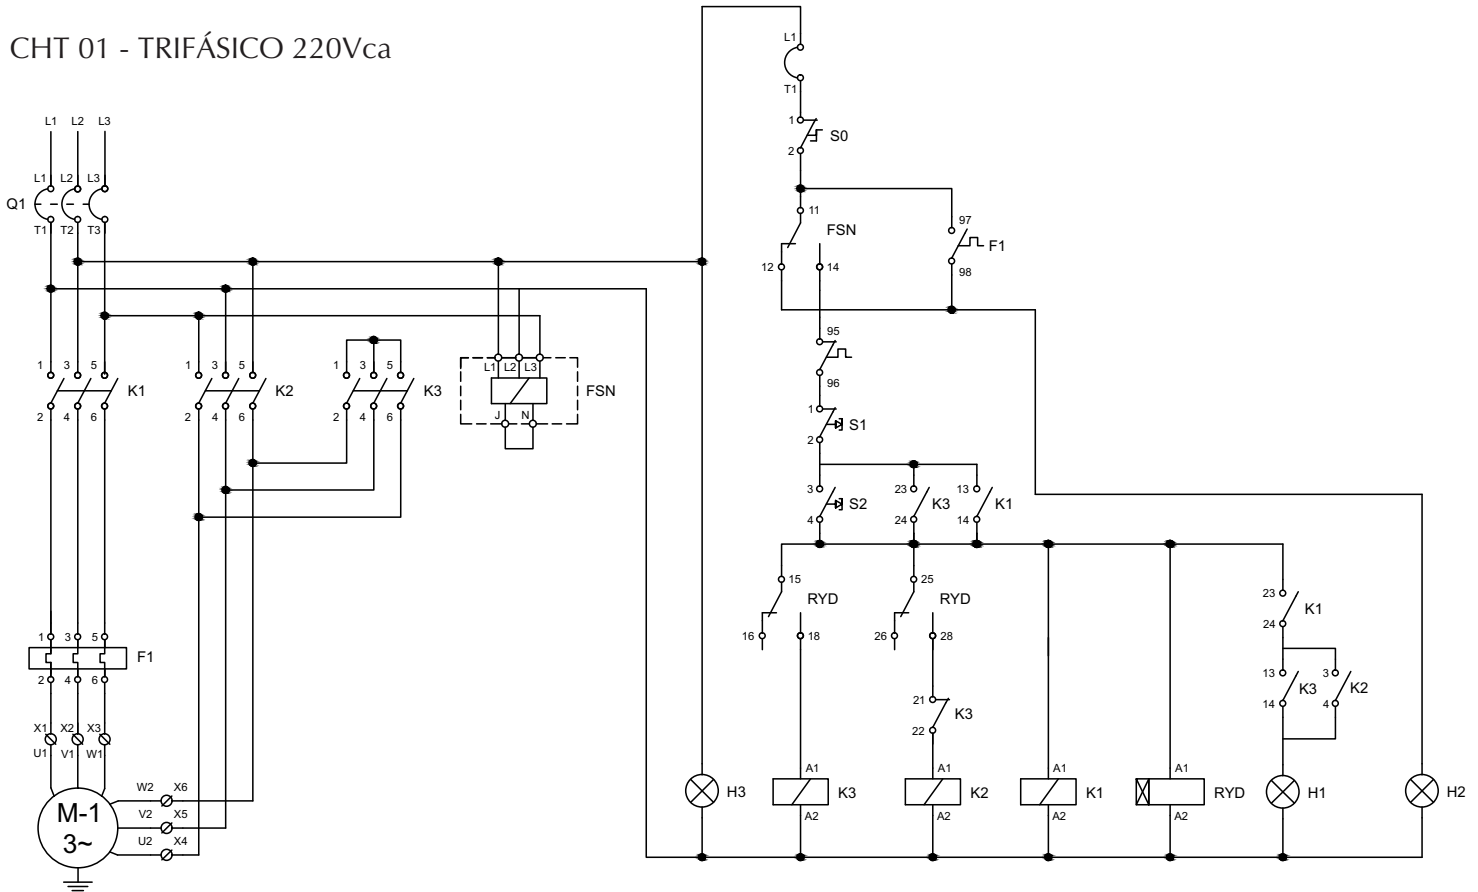 CHT 01 - TRIFÁSICO 220Vca
L1 L2 L3
L1 L2 L3
Q1
T1 T2 T3
1 3 5
K1
2 4 6
1 3 5
K2
2 4 6
1 3 5
K3
2 4 6
L1 L2 L3
FSN
J N
1 3 5
F1
2 4 6
X1 X2 X3
U1 V1 W1
M-1
3~
W2 X6
V2 X5
U2 X4
L1
T1
1
S0
2
11
FSN
12 14
97
F1
98
95
96
1
S1
2
3
S2
4
23
K3
24
13
K1
14
15
RYD
16 18
25
RYD
26 28
21
K3
22
23
K1
24
13
K3
14
3
K2
4
H3
A1
K3
A2
A1
K2
A2
A1
K1
A2
A1
RYD
A2
H1
H2